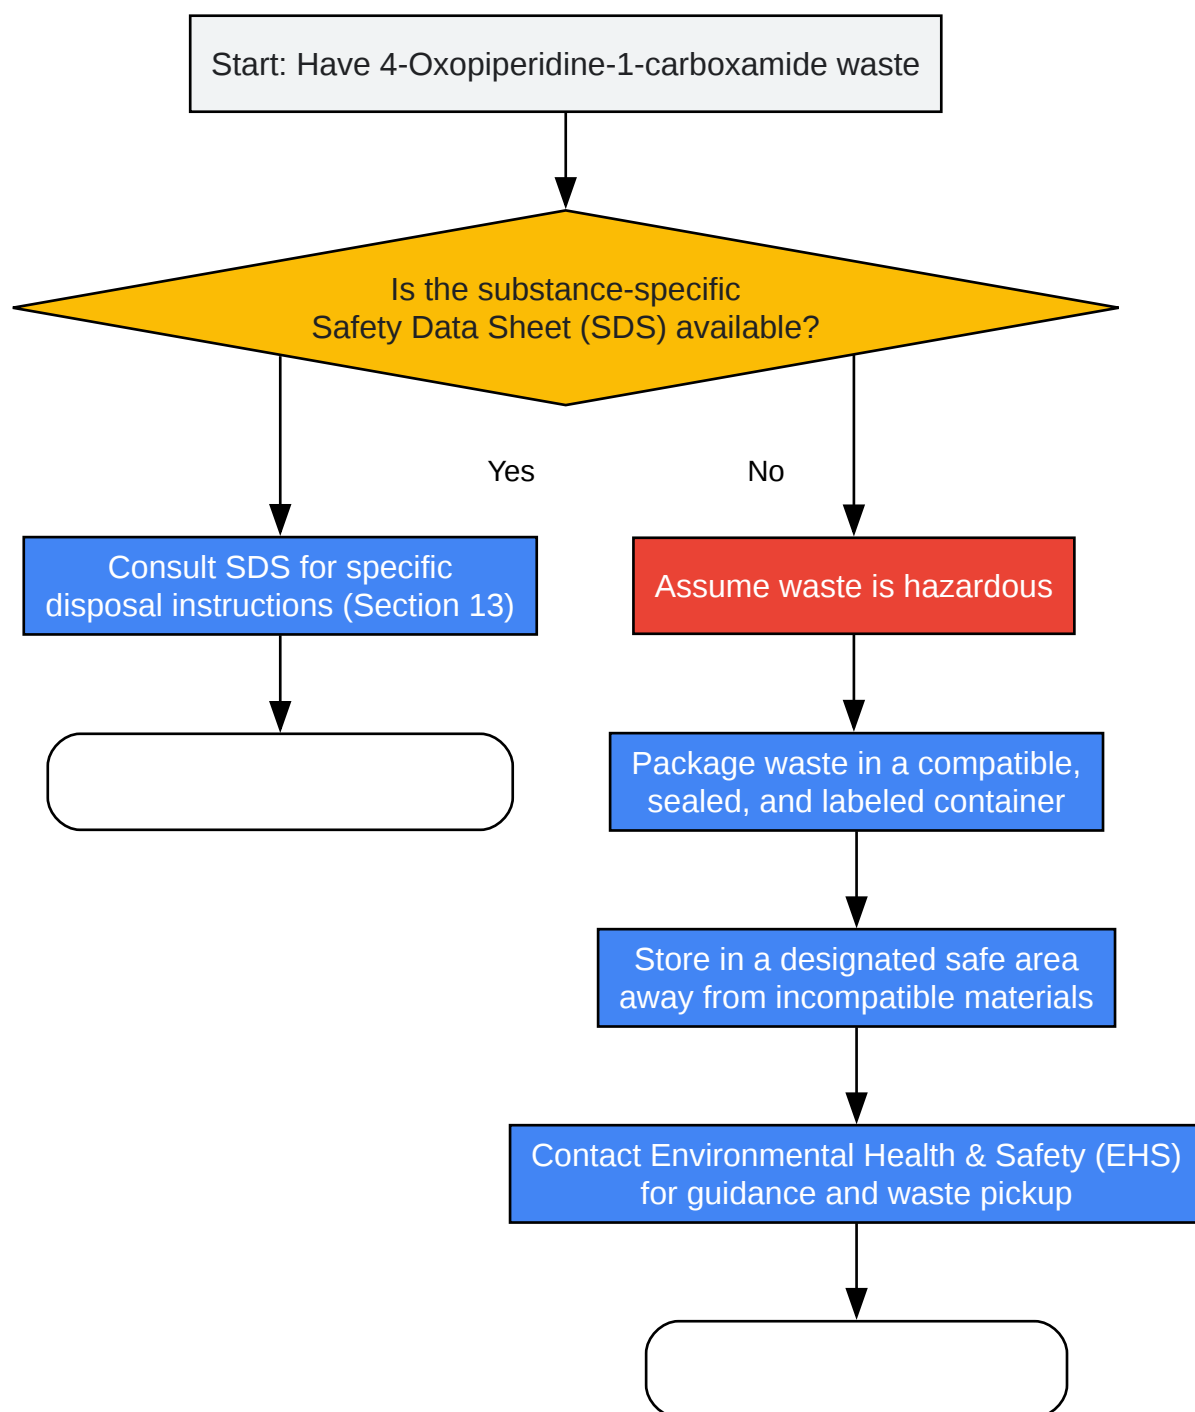 Start: Have 4-Oxopiperidine-1-carboxamide waste
Is the substance-specific
Safety Data Sheet (SDS) available?
Yes
No
Consult SDS for specific
disposal instructions (Section 13)
Assume waste is hazardous
Package waste in a compatible,
sealed, and labeled container
Store in a designated safe area
away from incompatible materials
Contact Environmental Health & Safety (EHS)
for guidance and waste pickup